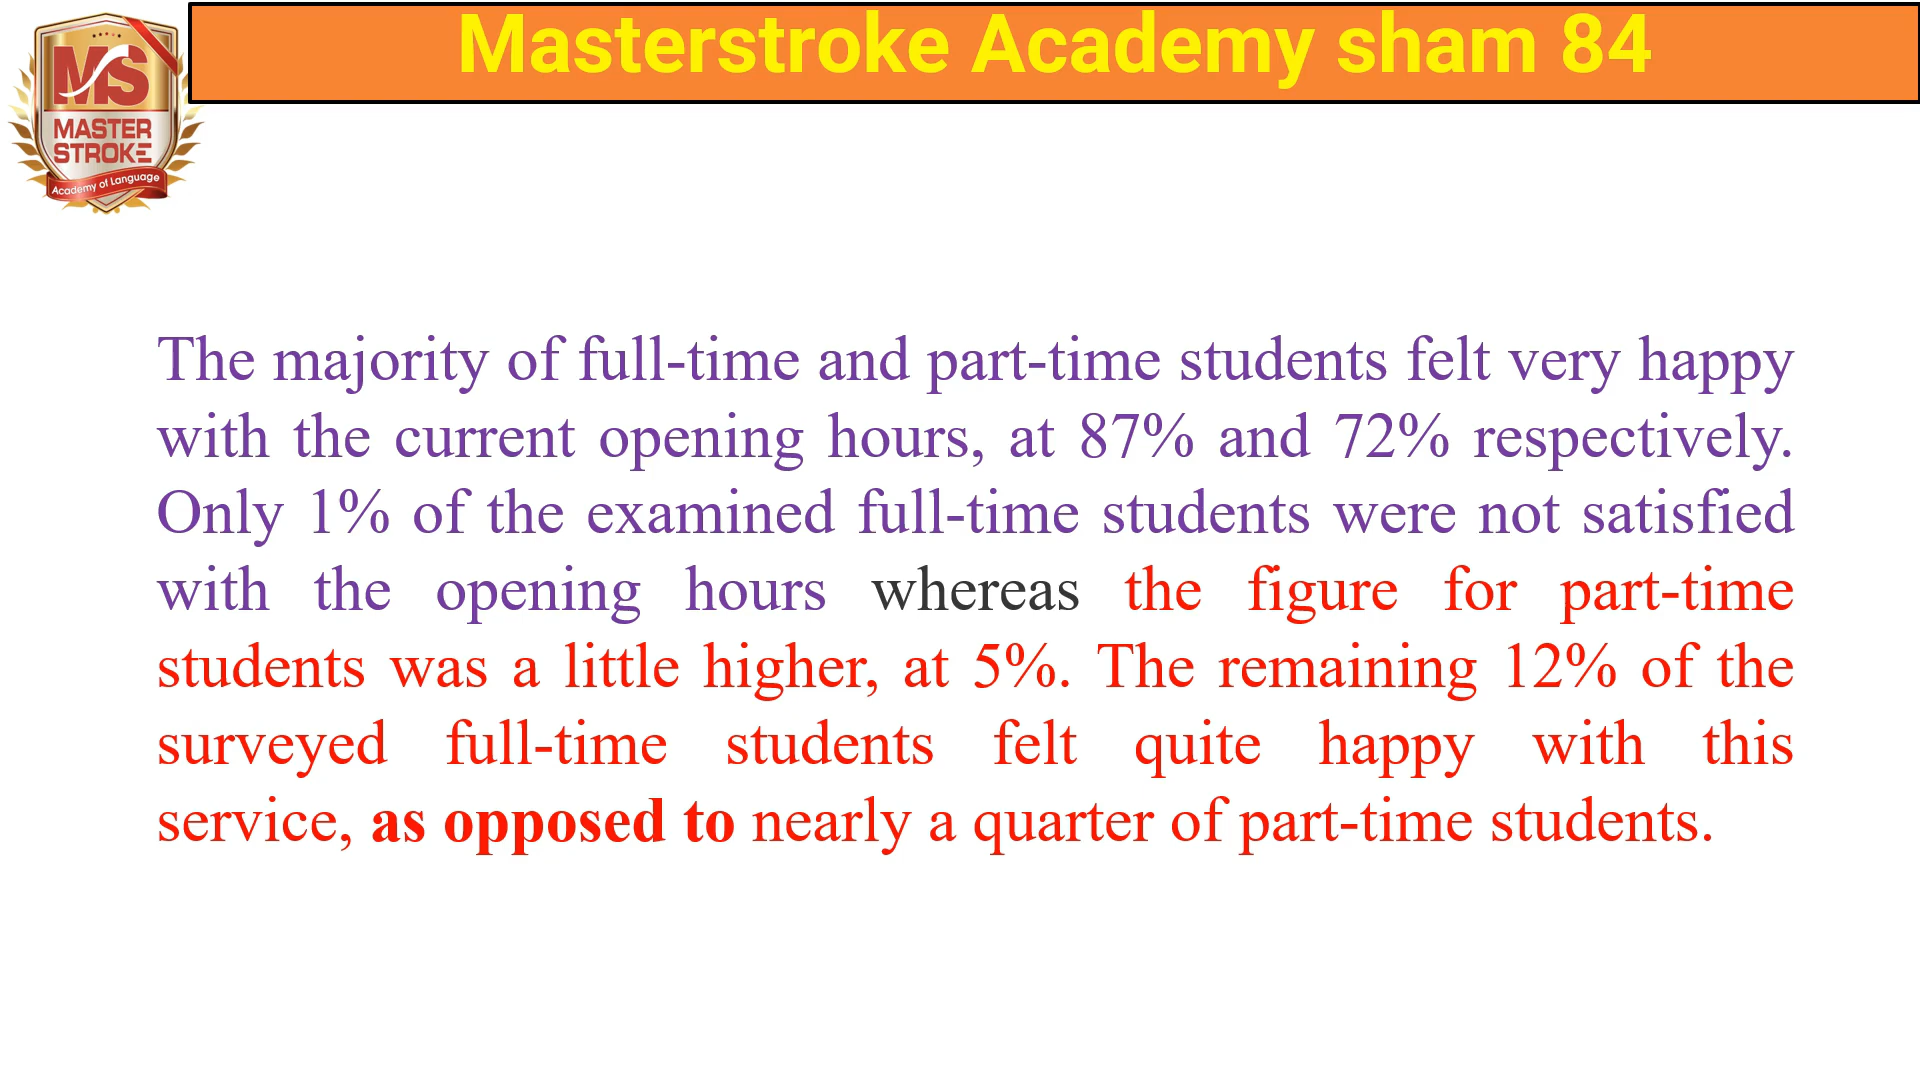 Masterstroke Academy sham 84
MS
MASTER
STROKE
Academy of Language
The majority of full-time and part-time students felt very happy
with the current opening hours, at 87% and 72% respectively.
Only 1% of the examined full-time students were not satisfied
with the opening hours whereas the figure for part-time
students was a little higher, at 5%. The remaining 12% of the
surveyed full-time students felt quite happy with this
service, as opposed to nearly a quarter of part-time students.